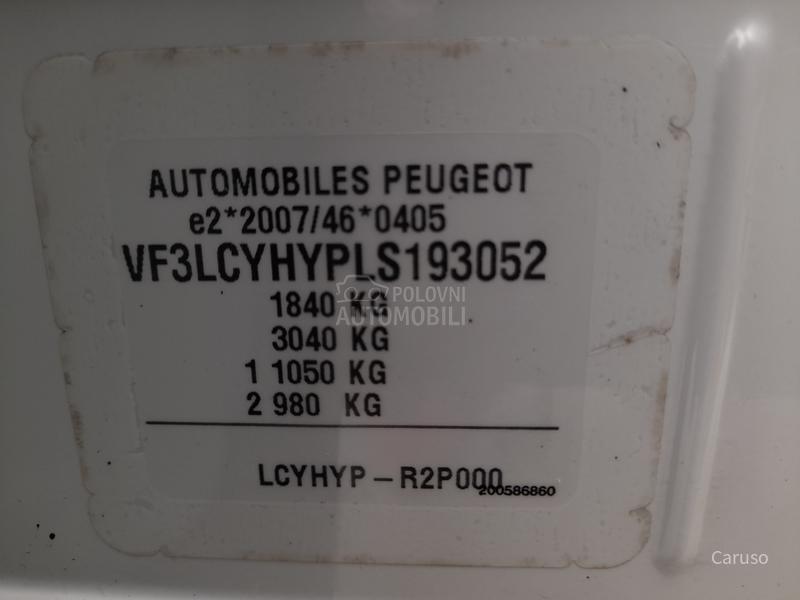 AUTOMOBILES PEUGEOT
e2*2007/46*0405
VF3LCYHYPLS193052
1840 KG
POLOVNI
AUTOMOBILI
3040 KG
1 1050 KG
2 980 KG
LCYHYP-R2P000
200586860
Caruso